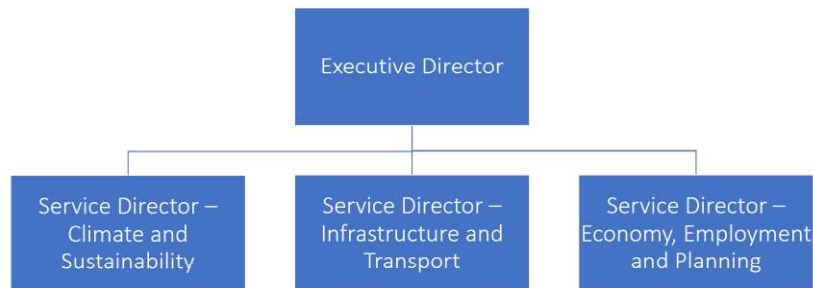 Executive Director
Service Director –
Climate and
Sustainability
Service Director –
Infrastructure and
Transport
Service Director –
Economy, Employment
and Planning